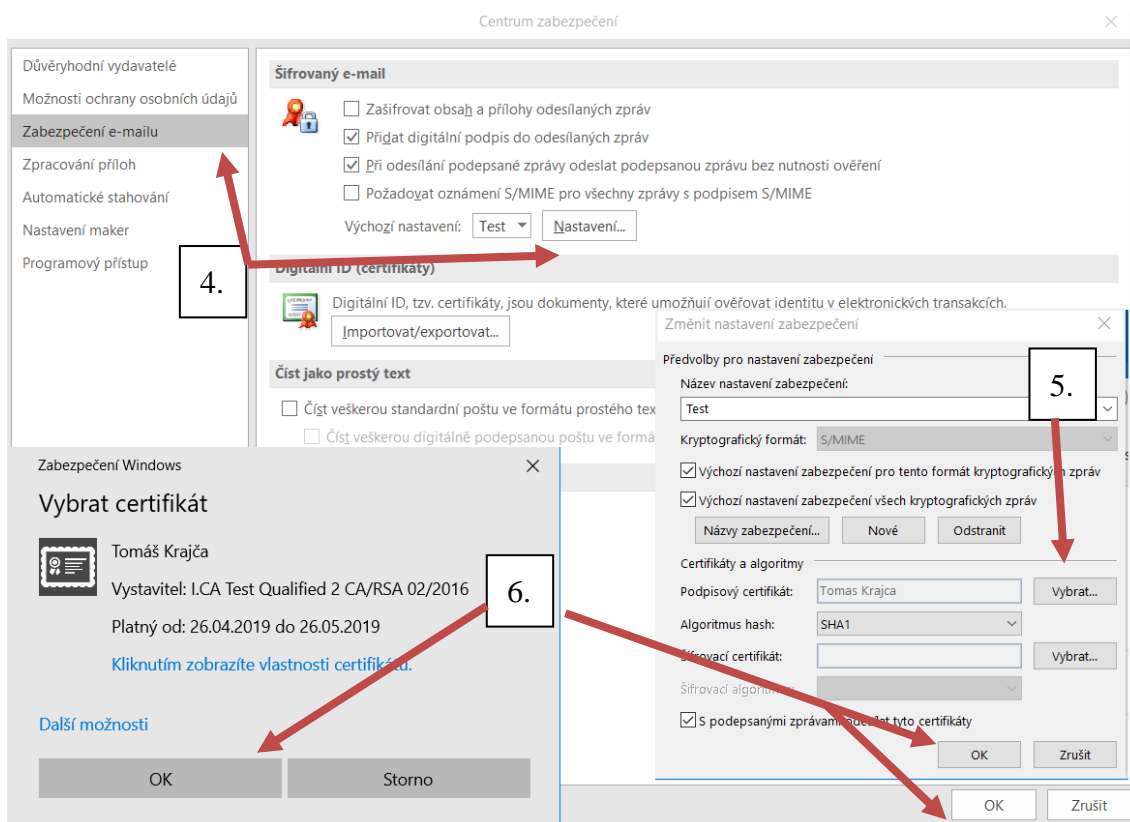 Centrum zabezpečení
Důvěryhodní vydavatelé
Možnosti ochrany osobních údajů
Zabezpečení e-mailu
Zpracování příloh
Automatické stahování
Nastavení maker
Programový přístup
4.
Šifrovaný e-mail
Zašifrovat obsah a přílohy odesílaných zpráv
Přidat digitální podpis do odesílaných zpráv
Při odesílání podepsané zprávy odeslat podepsanou zprávu bez nutnosti ověření
Požadovat oznámení S/MIME pro všechny zprávy s podpisem S/MIME
Výchozí nastavení: Test Nastavení...
Digitální ID (certifikáty)
Digitální ID, tzv. certifikáty, jsou dokumenty, které umožňují ověřovat identitu v elektronických transakcích.
Importovat/exportovat...
Číst jako prostý text
Číst veškerou standardní poštu ve formátu prostého tex
Číst veškerou digitálně podepsanou poštu ve formá
Změnit nastavení zabezpečení
Předvolby pro nastavení zabezpečení
5.
Název nastavení zabezpečení:
Test
Kryptografický formát: S/MIME
Výchozí nastavení zabezpečení pro tento formát kryptografických zpráv
Výchozí nastavení zabezpečení všech kryptografických zpráv
Názvy zabezpečení... Nové Odstranit
Certifikáty a algoritmy
Podpisový certifikát: Tomas Krajca Vybrat...
Algoritmus hash: SHA1
Šifrovací certifikát: Vybrat...
Šifrovací
S podepsanými zprávami odesílat tyto certifikáty
OK Zrušit
Zabezpečení Windows
Vybrat certifikát
Tomáš Krajča
Vystavitel: I.CA Test Qualified 2 CA/RSA 02/2016
Platný od: 26.04.2019 do 26.05.2019
Kliknutím zobrazíte vlastnosti certifikátu.
6.
Další možnosti
OK Storno
OK Zrušit